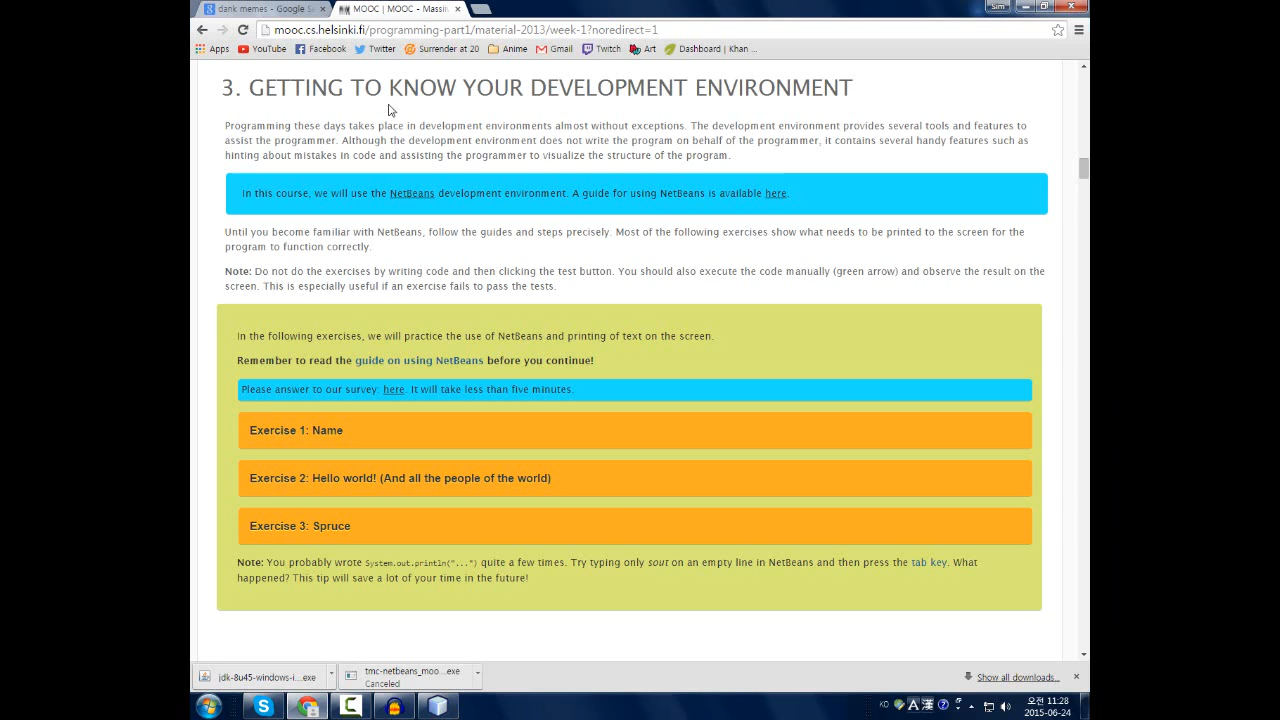 dank memes - Google S
MOOC | MOOC - Massiv
Sim
mooc.cs.helsinki.fi/programming-part1/material-2013/week-1?noredirect=1
Apps YouTube Facebook Twitter Surrender at 20 Anime Gmail Twitch Art Dashboard | Khan ...
3. GETTING TO KNOW YOUR DEVELOPMENT ENVIRONMENT
Programming these days takes place in development environments almost without exceptions. The development environment provides several tools and features to
assist the programmer. Although the development environment does not write the program on behalf of the programmer, it contains several handy features such as
hinting about mistakes in code and assisting the programmer to visualize the structure of the program.
In this course, we will use the NetBeans development environment. A guide for using NetBeans is available here.
Until you become familiar with NetBeans, follow the guides and steps precisely. Most of the following exercises show what needs to be printed to the screen for the
program to function correctly.
Note: Do not do the exercises by writing code and then clicking the test button. You should also execute the code manually (green arrow) and observe the result on the
screen. This is especially useful if an exercise fails to pass the tests.
In the following exercises, we will practice the use of NetBeans and printing of text on the screen.
Remember to read the guide on using NetBeans before you continue!
Please answer to our survey: here. It will take less than five minutes.
Exercise 1: Name
Exercise 2: Hello world! (And all the people of the world)
Exercise 3: Spruce
Note: You probably wrote System.out.println("...") quite a few times. Try typing only sout on an empty line in NetBeans and then press the tab key. What
happened? This tip will save a lot of your time in the future!
jdk-8u45-windows-i....exe
tmc-netbeans_moo....exe
Canceled
Show all downloads...
KO A 漢
오전 11:28
2015-06-24